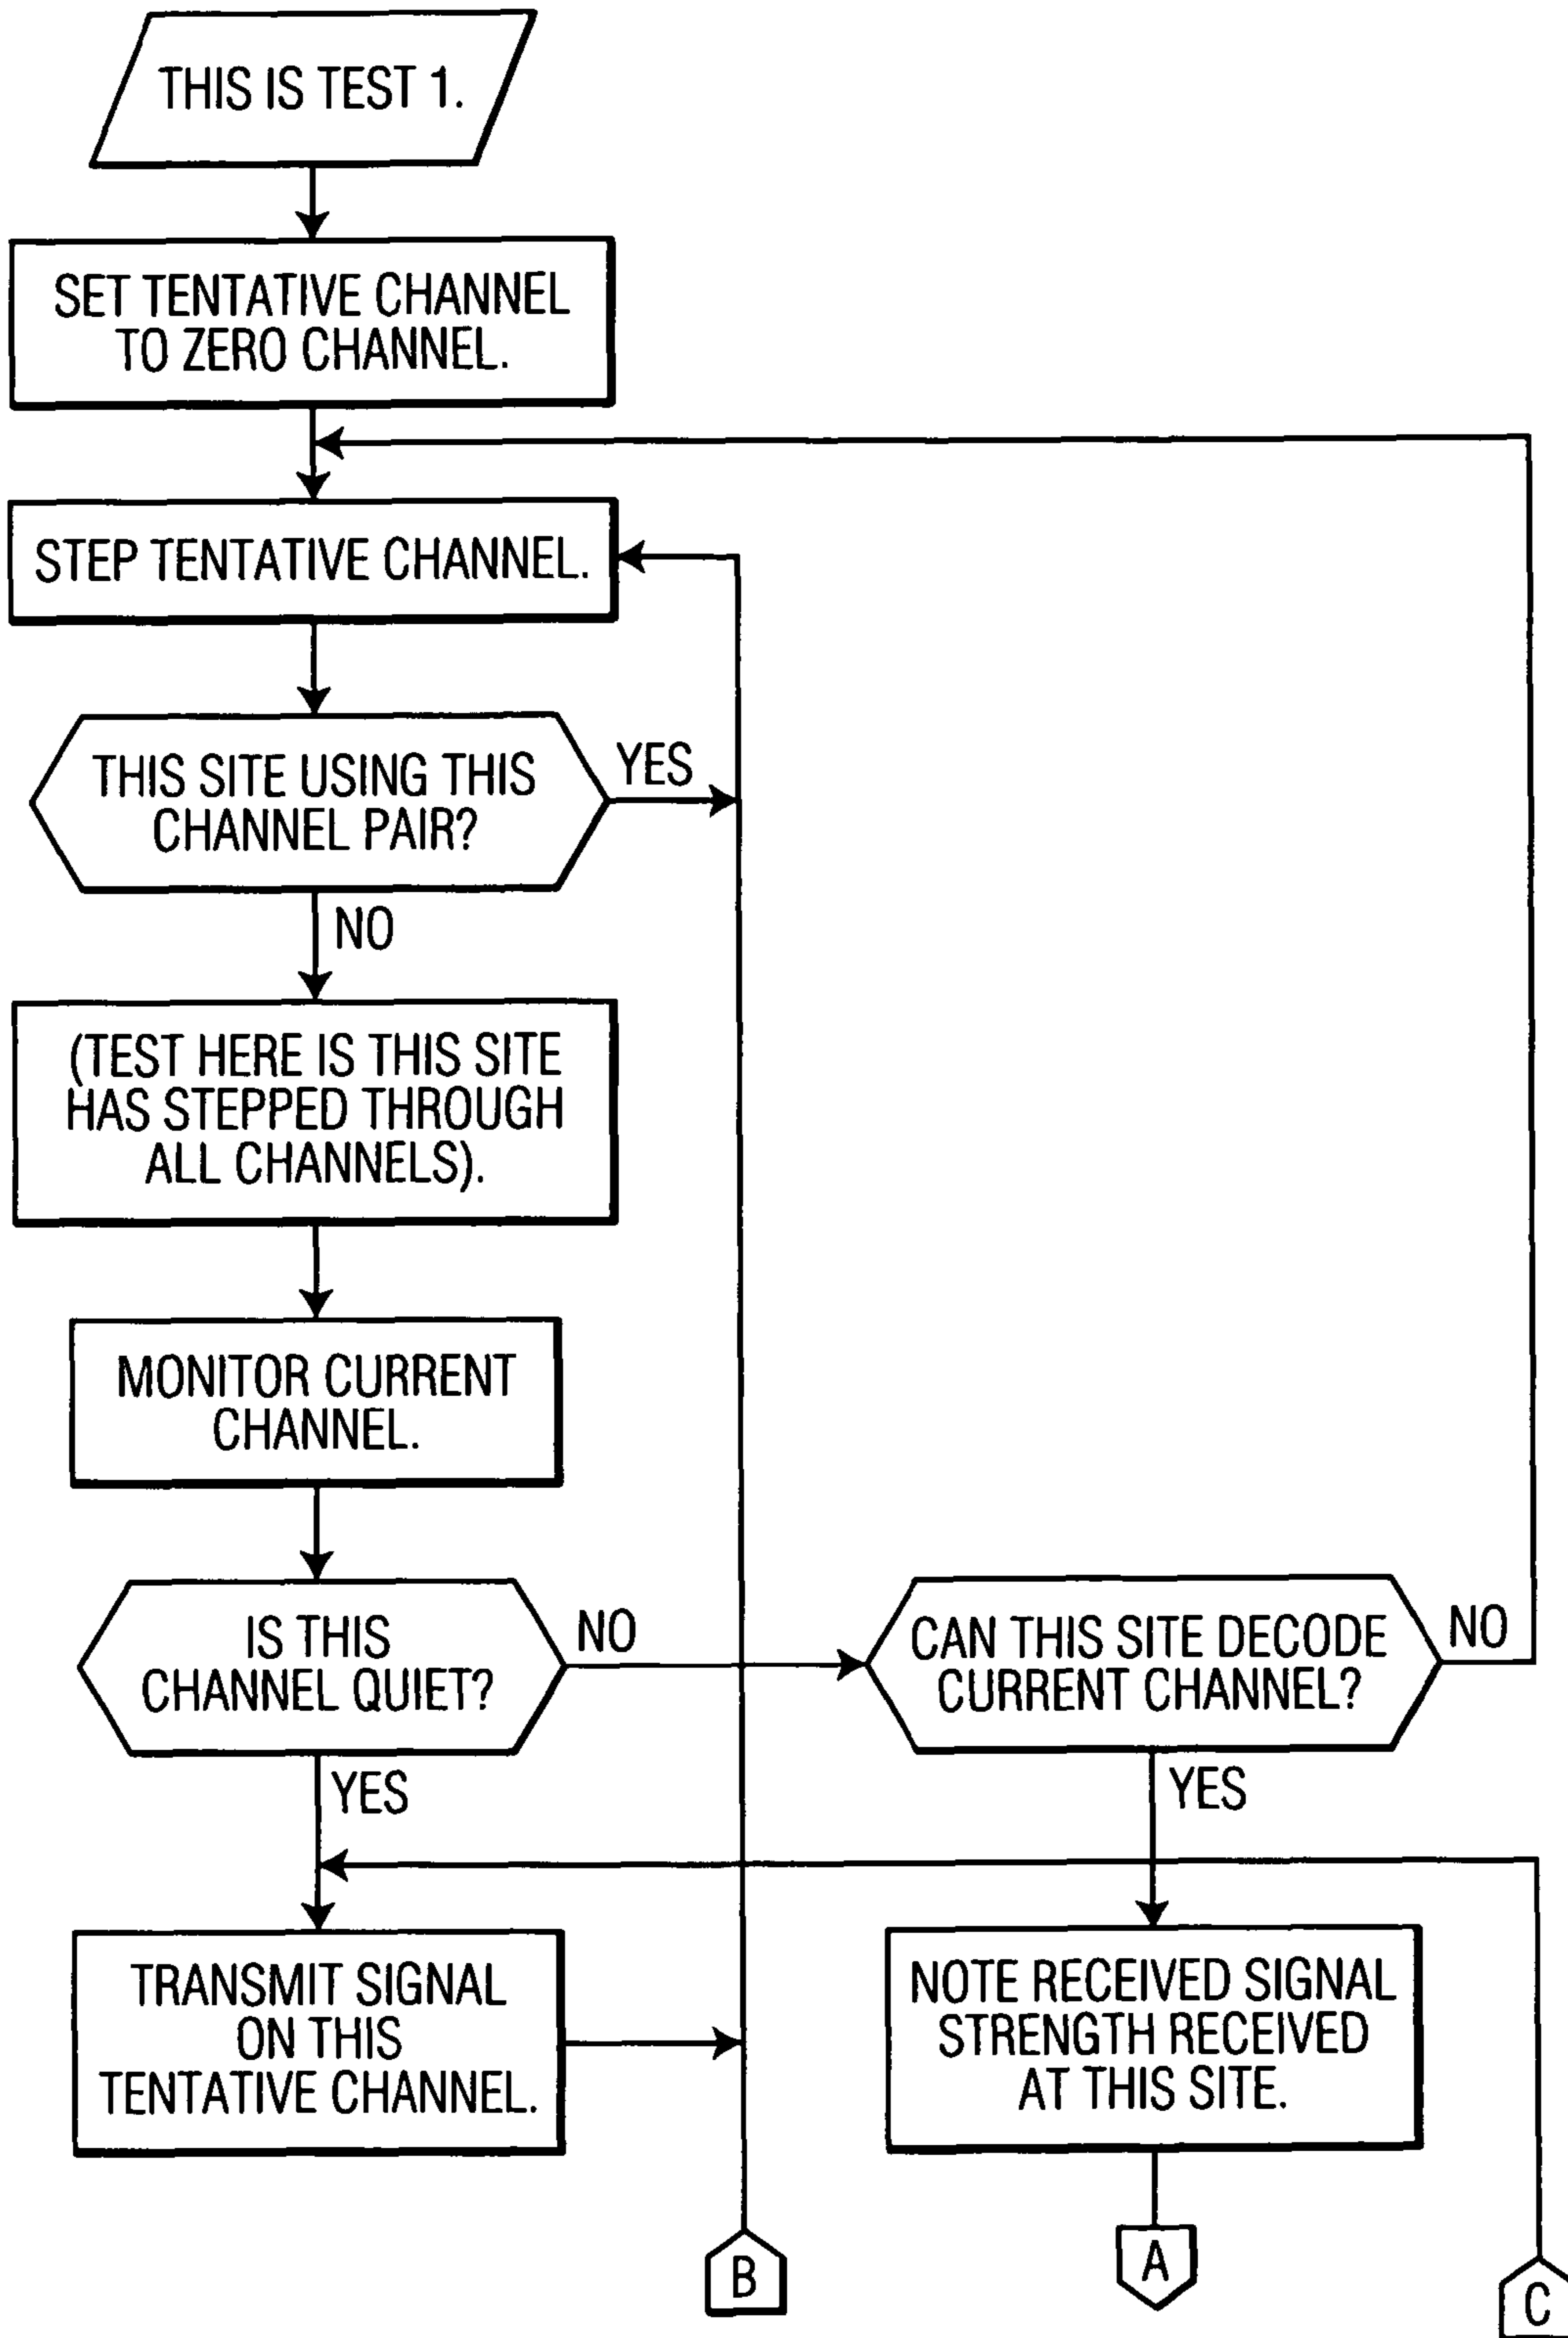 THIS IS TEST 1.
SET TENTATIVE CHANNEL
TO ZERO CHANNEL.
STEP TENTATIVE CHANNEL.
THIS SITE USING THIS
CHANNEL PAIR?
YES
NO
(TEST HERE IS THIS SITE
HAS STEPPED THROUGH
ALL CHANNELS).
MONITOR CURRENT
CHANNEL.
IS THIS
CHANNEL QUIET?
NO
YES
CAN THIS SITE DECODE
CURRENT CHANNEL?
NO
YES
TRANSMIT SIGNAL
ON THIS
TENTATIVE CHANNEL.
NOTE RECEIVED SIGNAL
STRENGTH RECEIVED
AT THIS SITE.
B
A
C